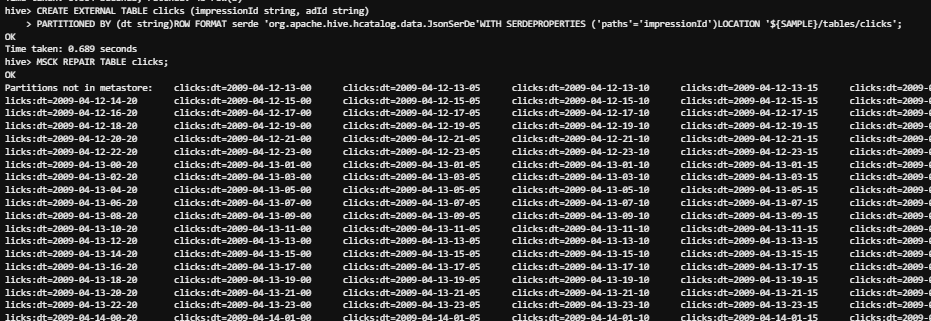 hive> CREATE EXTERNAL TABLE clicks (impressionId string, adId string)
> PARTITIONED BY (dt string)ROW FORMAT serde 'org.apache.hive.hcatalog.data.JsonSerDe'WITH SERDEPROPERTIES ('paths'='impressionId')LOCATION '${SAMPLE}/tables/clicks';
OK
Time taken: 0.689 seconds
hive> MSCK REPAIR TABLE clicks;
OK
Partitions not in metastore: clicks:dt=2009-04-12-13-00 clicks:dt=2009-04-12-13-05 clicks:dt=2009-04-12-13-10 clicks:dt=2009-04-12-13-15 clicks:dt=2009-
licks:dt=2009-04-12-14-20 clicks:dt=2009-04-12-15-00 clicks:dt=2009-04-12-15-05 clicks:dt=2009-04-12-15-10 clicks:dt=2009-04-12-15-15 clicks:dt=2009-
licks:dt=2009-04-12-16-20 clicks:dt=2009-04-12-17-00 clicks:dt=2009-04-12-17-05 clicks:dt=2009-04-12-17-10 clicks:dt=2009-04-12-17-15 clicks:dt=2009-
licks:dt=2009-04-12-18-20 clicks:dt=2009-04-12-19-00 clicks:dt=2009-04-12-19-05 clicks:dt=2009-04-12-19-10 clicks:dt=2009-04-12-19-15 clicks:dt=2009-
licks:dt=2009-04-12-20-20 clicks:dt=2009-04-12-21-00 clicks:dt=2009-04-12-21-05 clicks:dt=2009-04-12-21-10 clicks:dt=2009-04-12-21-15 clicks:dt=2009-
licks:dt=2009-04-12-22-20 clicks:dt=2009-04-12-23-00 clicks:dt=2009-04-12-23-05 clicks:dt=2009-04-12-23-10 clicks:dt=2009-04-12-23-15 clicks:dt=2009-
licks:dt=2009-04-13-00-20 clicks:dt=2009-04-13-01-00 clicks:dt=2009-04-13-01-05 clicks:dt=2009-04-13-01-10 clicks:dt=2009-04-13-01-15 clicks:dt=2009-
licks:dt=2009-04-13-02-20 clicks:dt=2009-04-13-03-00 clicks:dt=2009-04-13-03-05 clicks:dt=2009-04-13-03-10 clicks:dt=2009-04-13-03-15 clicks:dt=2009-
licks:dt=2009-04-13-04-20 clicks:dt=2009-04-13-05-00 clicks:dt=2009-04-13-05-05 clicks:dt=2009-04-13-05-10 clicks:dt=2009-04-13-05-15 clicks:dt=2009-
licks:dt=2009-04-13-06-20 clicks:dt=2009-04-13-07-00 clicks:dt=2009-04-13-07-05 clicks:dt=2009-04-13-07-10 clicks:dt=2009-04-13-07-15 clicks:dt=2009-
licks:dt=2009-04-13-08-20 clicks:dt=2009-04-13-09-00 clicks:dt=2009-04-13-09-05 clicks:dt=2009-04-13-09-10 clicks:dt=2009-04-13-09-15 clicks:dt=2009-
licks:dt=2009-04-13-10-20 clicks:dt=2009-04-13-11-00 clicks:dt=2009-04-13-11-05 clicks:dt=2009-04-13-11-10 clicks:dt=2009-04-13-11-15 clicks:dt=2009-
licks:dt=2009-04-13-12-20 clicks:dt=2009-04-13-13-00 clicks:dt=2009-04-13-13-05 clicks:dt=2009-04-13-13-10 clicks:dt=2009-04-13-13-15 clicks:dt=2009-
licks:dt=2009-04-13-14-20 clicks:dt=2009-04-13-15-00 clicks:dt=2009-04-13-15-05 clicks:dt=2009-04-13-15-10 clicks:dt=2009-04-13-15-15 clicks:dt=2009-
licks:dt=2009-04-13-16-20 clicks:dt=2009-04-13-17-00 clicks:dt=2009-04-13-17-05 clicks:dt=2009-04-13-17-10 clicks:dt=2009-04-13-17-15 clicks:dt=2009-
licks:dt=2009-04-13-18-20 clicks:dt=2009-04-13-19-00 clicks:dt=2009-04-13-19-05 clicks:dt=2009-04-13-19-10 clicks:dt=2009-04-13-19-15 clicks:dt=2009-
licks:dt=2009-04-13-20-20 clicks:dt=2009-04-13-21-00 clicks:dt=2009-04-13-21-05 clicks:dt=2009-04-13-21-10 clicks:dt=2009-04-13-21-15 clicks:dt=2009-
licks:dt=2009-04-13-22-20 clicks:dt=2009-04-13-23-00 clicks:dt=2009-04-13-23-05 clicks:dt=2009-04-13-23-10 clicks:dt=2009-04-13-23-15 clicks:dt=2009-
licks:dt=2009-04-14-00-20 clicks:dt=2009-04-14-01-00 clicks:dt=2009-04-14-01-05 clicks:dt=2009-04-14-01-10 clicks:dt=2009-04-14-01-15 clicks:dt=2009-